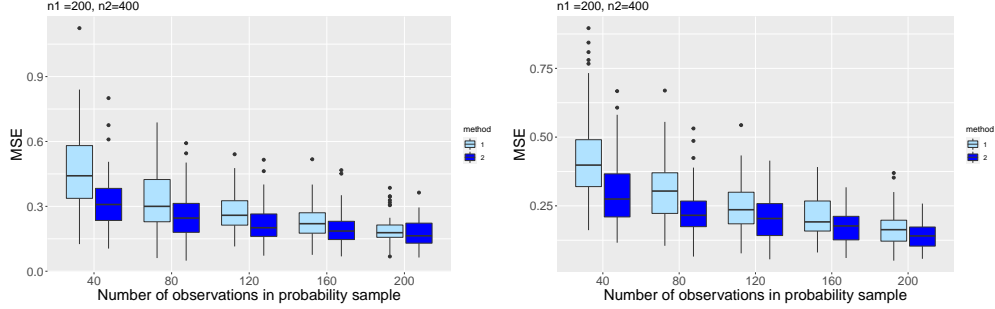 n1 =200, n2=400
MSE
0.9
0.6
0.3
0.0
40 80 120 160 200
Number of observations in probability sample
method
1
2
n1 =200, n2=400
MSE
0.75
0.50
0.25
40 80 120 160 200
Number of observations in probability sample
method
1
2